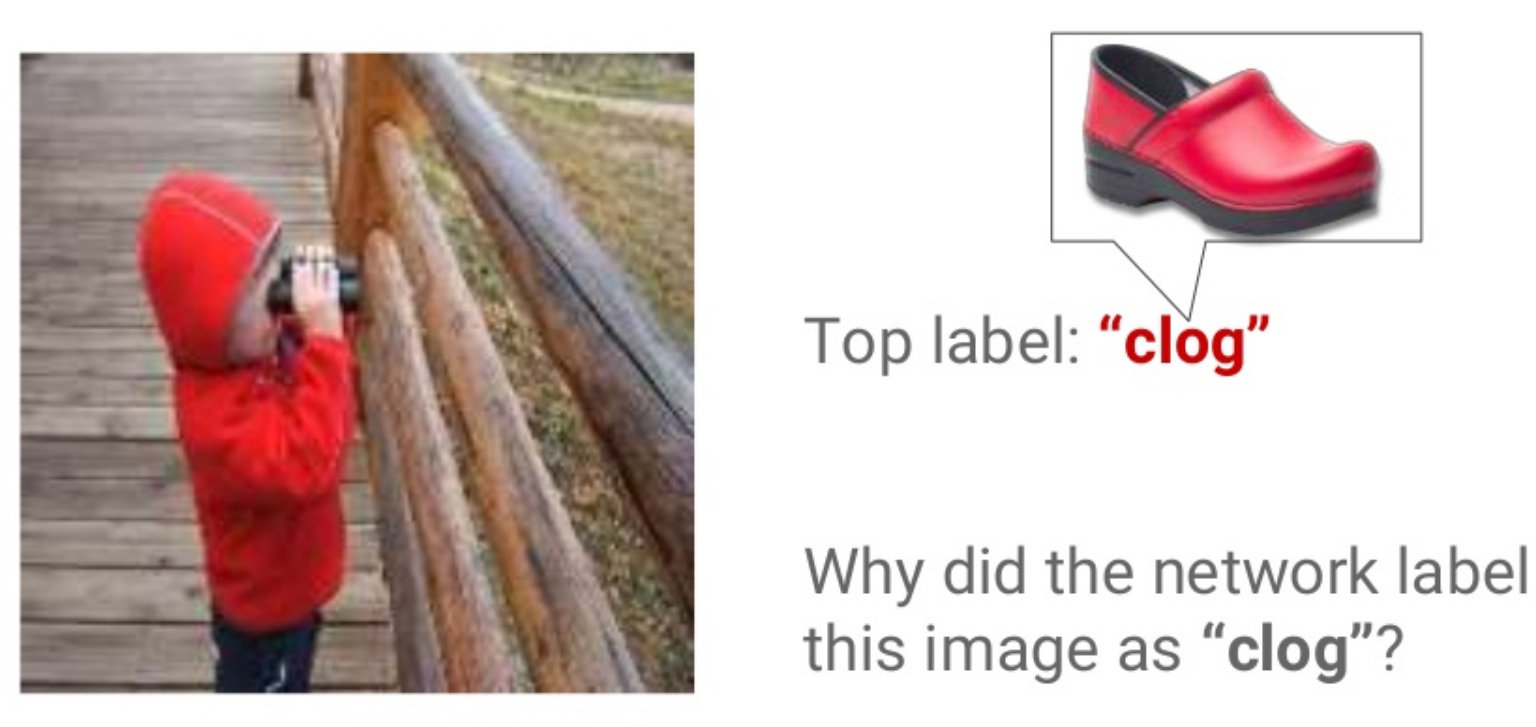 Top label: “clog”
Why did the network label
this image as “clog”?